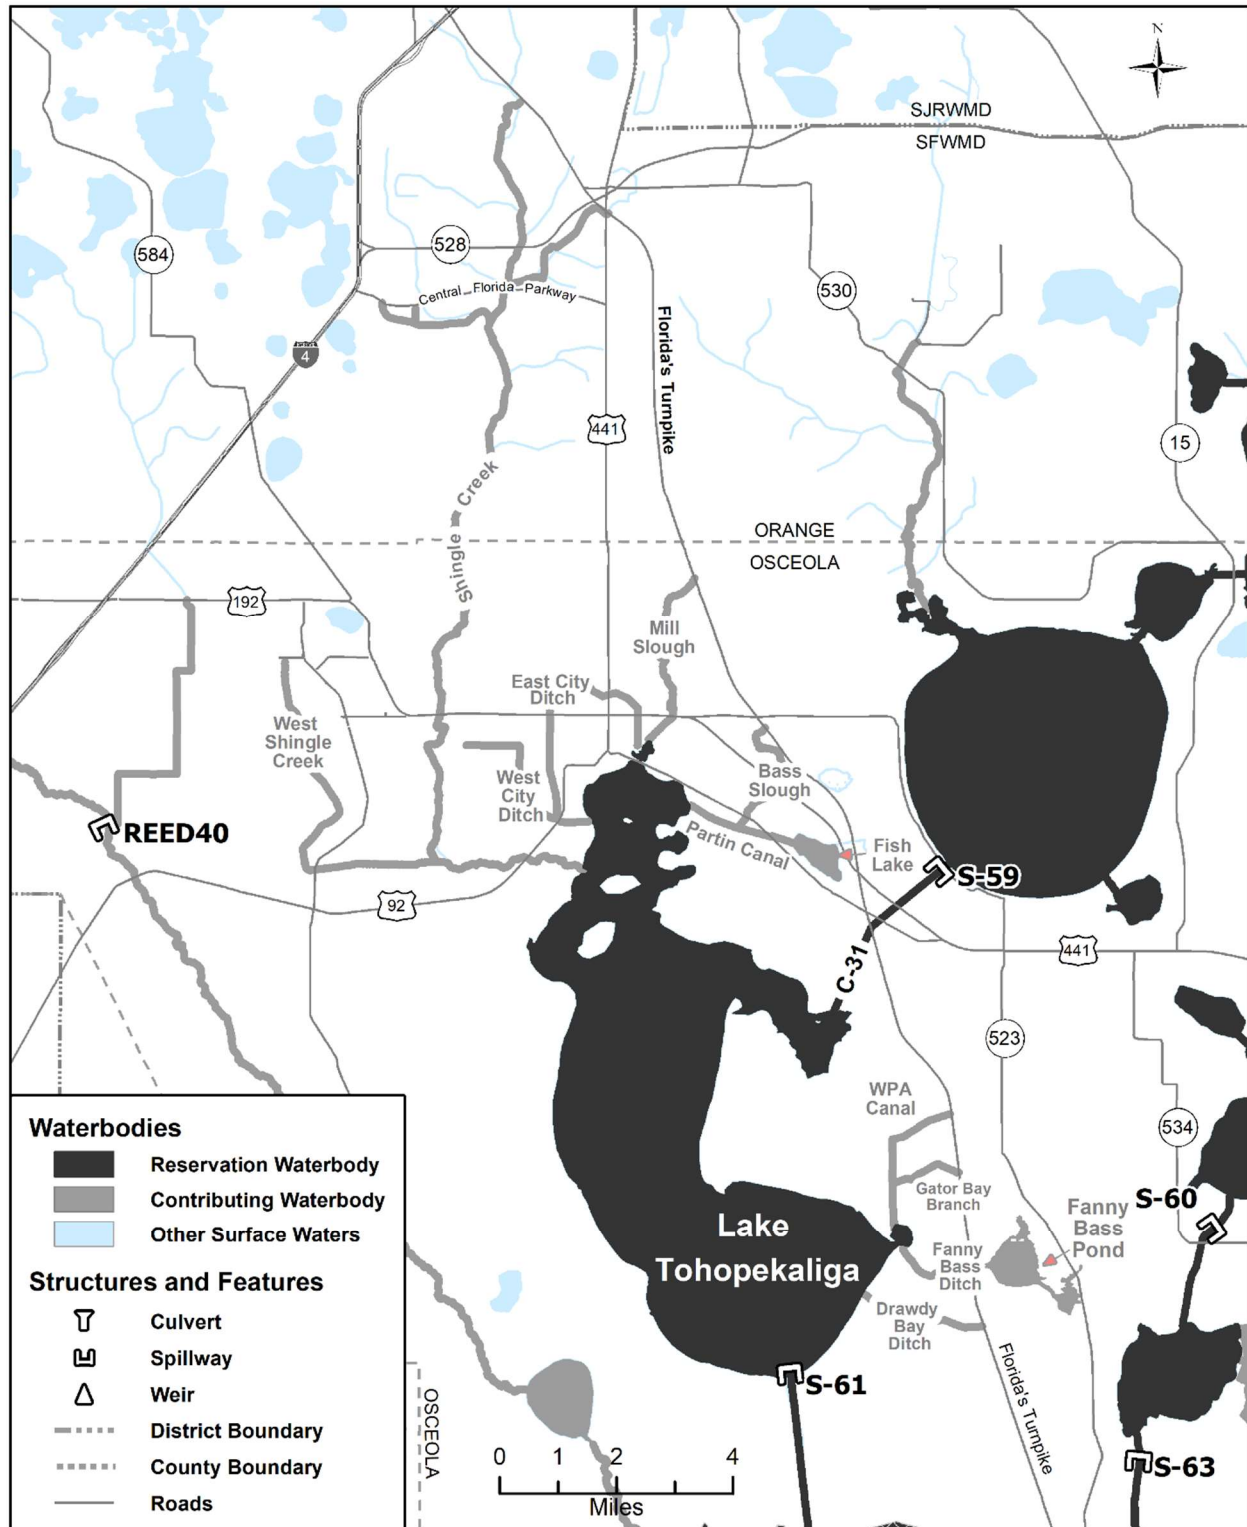 N
SJRWMD
SFWMD
584
528
Central Florida Parkway
530
4
Florida's Turnpike
441
15
Shingle Creek
ORANGE
OSCEOLA
192
Mill
Slough
East City
Ditch
West
Shingle
Creek
West
City
Ditch
Bass
Slough
REED40
Partin Canal
Fish
Lake
S-59
92
C-31
441
523
WPA
Canal
534
Gator Bay
Branch
S-60
Fanny
Bass
Pond
Lake
Tohopekaliga
Fanny
Bass
Ditch
Drawdy
Bay
Ditch
Florida's Turnpike
S-61
S-63
OSCEOLA
Waterbodies
Reservation Waterbody
Contributing Waterbody
Other Surface Waters
Structures and Features
Culvert
Spillway
Weir
District Boundary
County Boundary
Roads
0 1 2 4
Miles